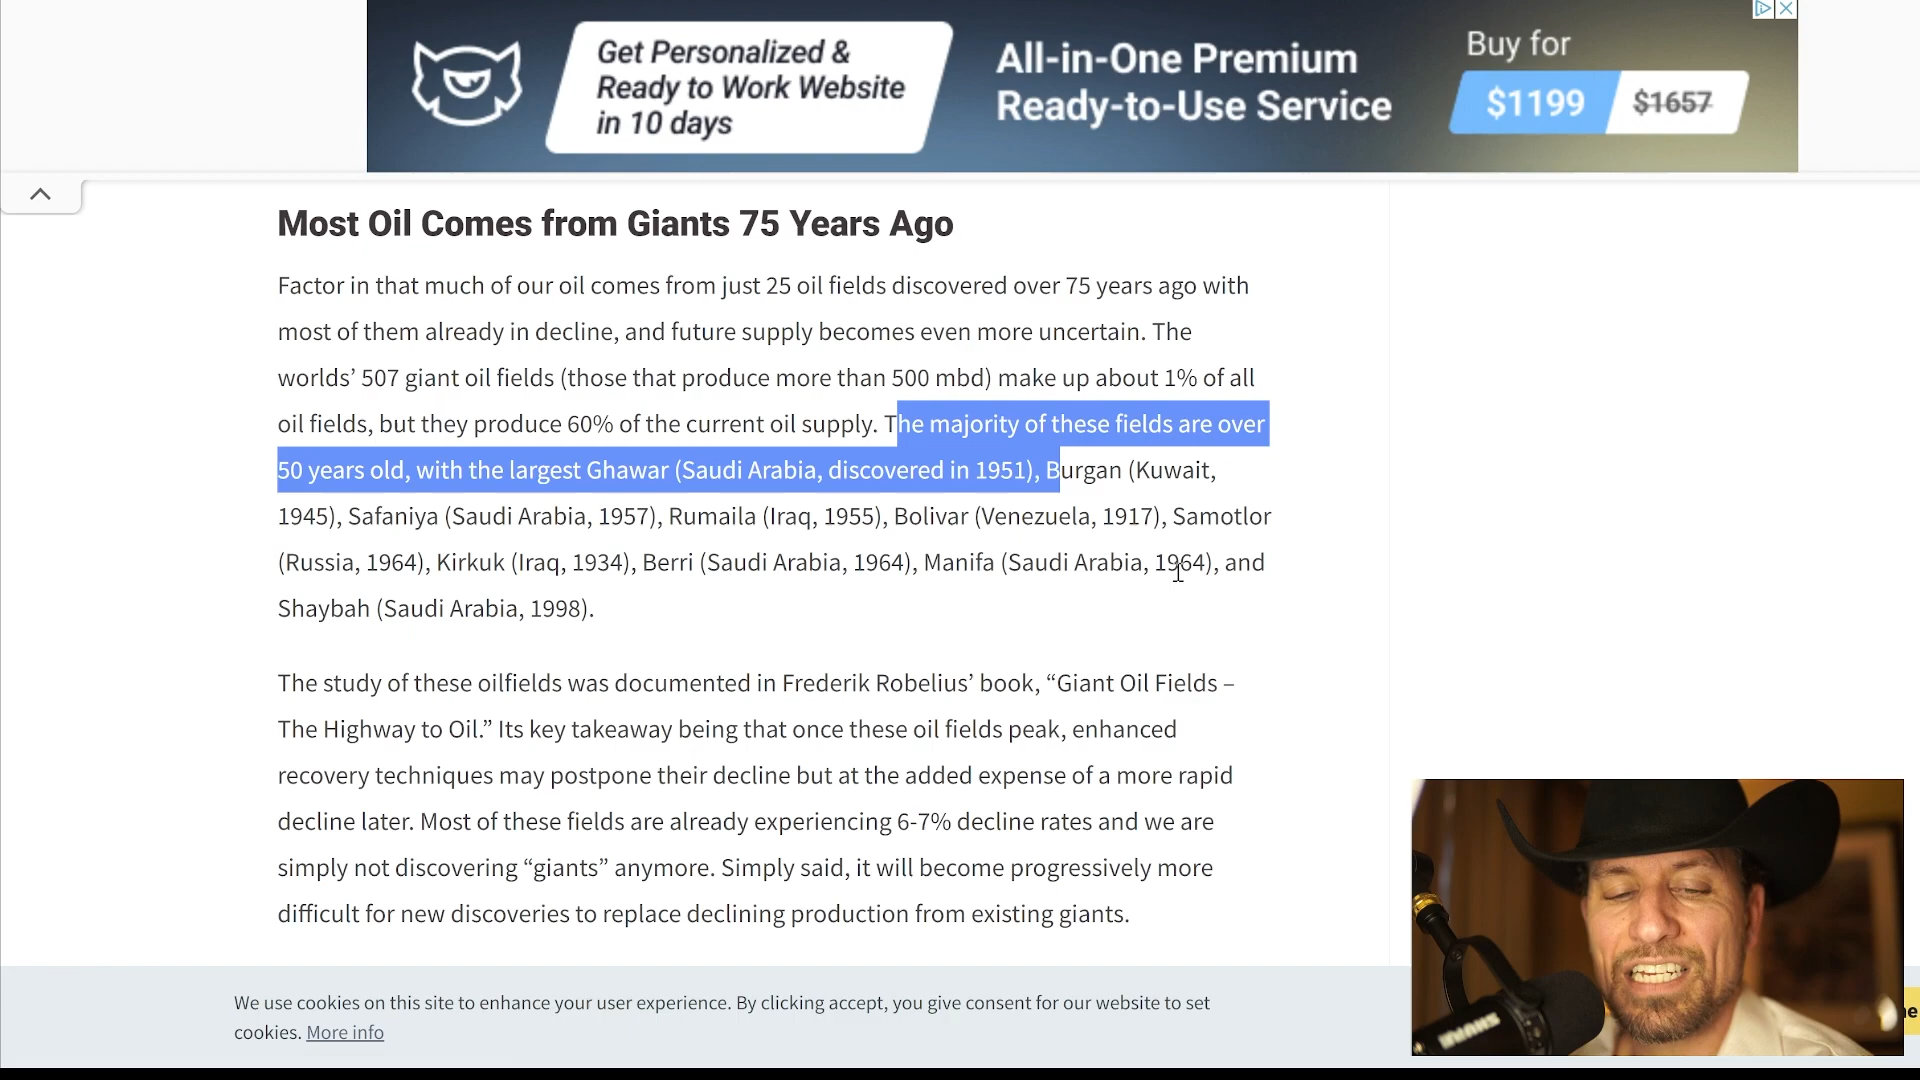 Get Personalized &
Ready to Work Website
in 10 days
All-in-One Premium
Ready-to-Use Service
Buy for
$1199 $1657
Most Oil Comes from Giants 75 Years Ago
Factor in that much of our oil comes from just 25 oil fields discovered over 75 years ago with
most of them already in decline, and future supply becomes even more uncertain. The
worlds’ 507 giant oil fields (those that produce more than 500 mbd) make up about 1% of all
oil fields, but they produce 60% of the current oil supply. The majority of these fields are over
50 years old, with the largest Ghawar (Saudi Arabia, discovered in 1951), Burgan (Kuwait,
1945), Safaniya (Saudi Arabia, 1957), Rumaila (Iraq, 1955), Bolivar (Venezuela, 1917), Samotlor
(Russia, 1964), Kirkuk (Iraq, 1934), Berri (Saudi Arabia, 1964), Manifa (Saudi Arabia, 1964), and
Shaybah (Saudi Arabia, 1998).
The study of these oilfields was documented in Frederik Robelius’ book, “Giant Oil Fields –
The Highway to Oil.” Its key takeaway being that once these oil fields peak, enhanced
recovery techniques may postpone their decline but at the added expense of a more rapid
decline later. Most of these fields are already experiencing 6-7% decline rates and we are
simply not discovering “giants” anymore. Simply said, it will become progressively more
difficult for new discoveries to replace declining production from existing giants.
We use cookies on this site to enhance your user experience. By clicking accept, you give consent for our website to set
cookies. More info
SHURE